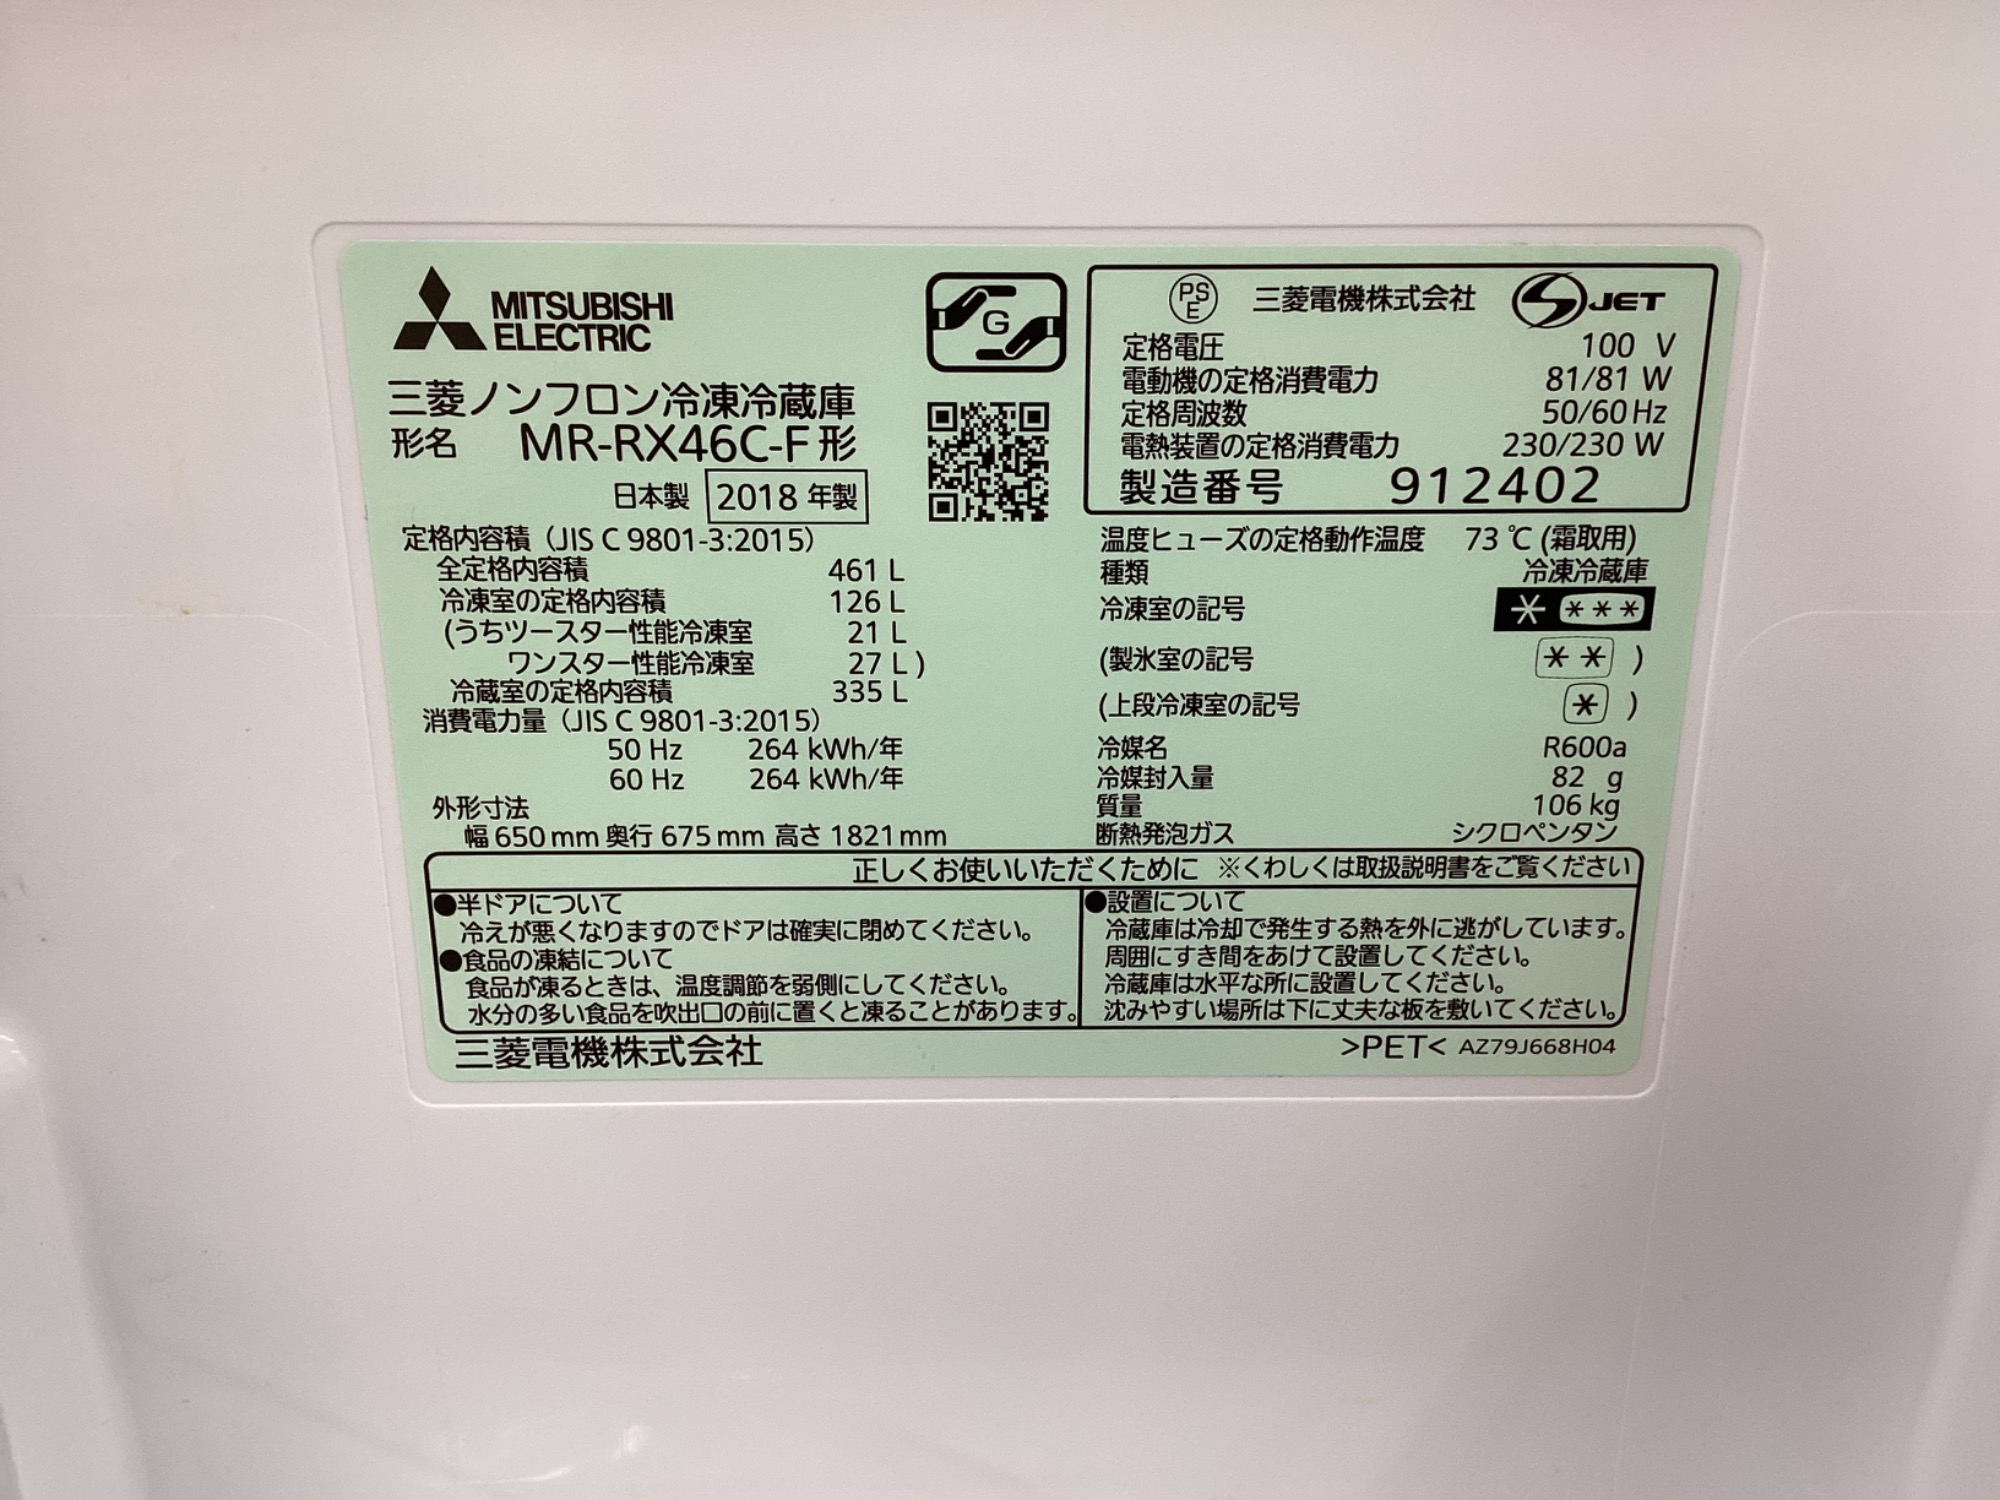 MITSUBISHI
ELECTRIC
三菱ノンフロン冷凍冷蔵庫
形名 MR-RX46C-F形
日本製 2018 年製
定格内容積（JIS C 9801-3:2015）
全定格内容積 461 L
冷凍室の定格内容積 126 L
(うちツースター性能冷凍室 21 L
ワンスター性能冷凍室 27 L )
冷蔵室の定格内容積 335 L
消費電力量（JIS C 9801-3:2015）
50 Hz 264 kWh/年
60 Hz 264 kWh/年
外形寸法
幅 650 mm 奥行 675 mm 高さ 1821 mm
G
PS
E
三菱電機株式会社 S JET
定格電圧 100 V
電動機の定格消費電力 81/81 W
定格周波数 50/60 Hz
電熱装置の定格消費電力 230/230 W
製造番号 912402
温度ヒューズの定格動作温度 73 ℃ (霜取用)
種類 冷凍冷蔵庫
冷凍室の記号 * ***
(製氷室の記号 ** )
(上段冷凍室の記号 * )
冷媒名 R600a
冷媒封入量 82 g
質量 106 kg
断熱発泡ガス シクロペンタン
正しくお使いいただくために ※くわしくは取扱説明書をご覧ください
●半ドアについて
冷えが悪くなりますのでドアは確実に閉めてください。
●食品の凍結について
食品が凍るときは、温度調節を弱側にしてください。
水分の多い食品を吹出口の前に置くと凍ることがあります。
●設置について
冷蔵庫は冷却で発生する熱を外に逃がしています。
周囲にすき間をあけて設置してください。
冷蔵庫は水平な所に設置してください。
沈みやすい場所は下に丈夫な板を敷いてください。
三菱電機株式会社
>PET< AZ79J668H04